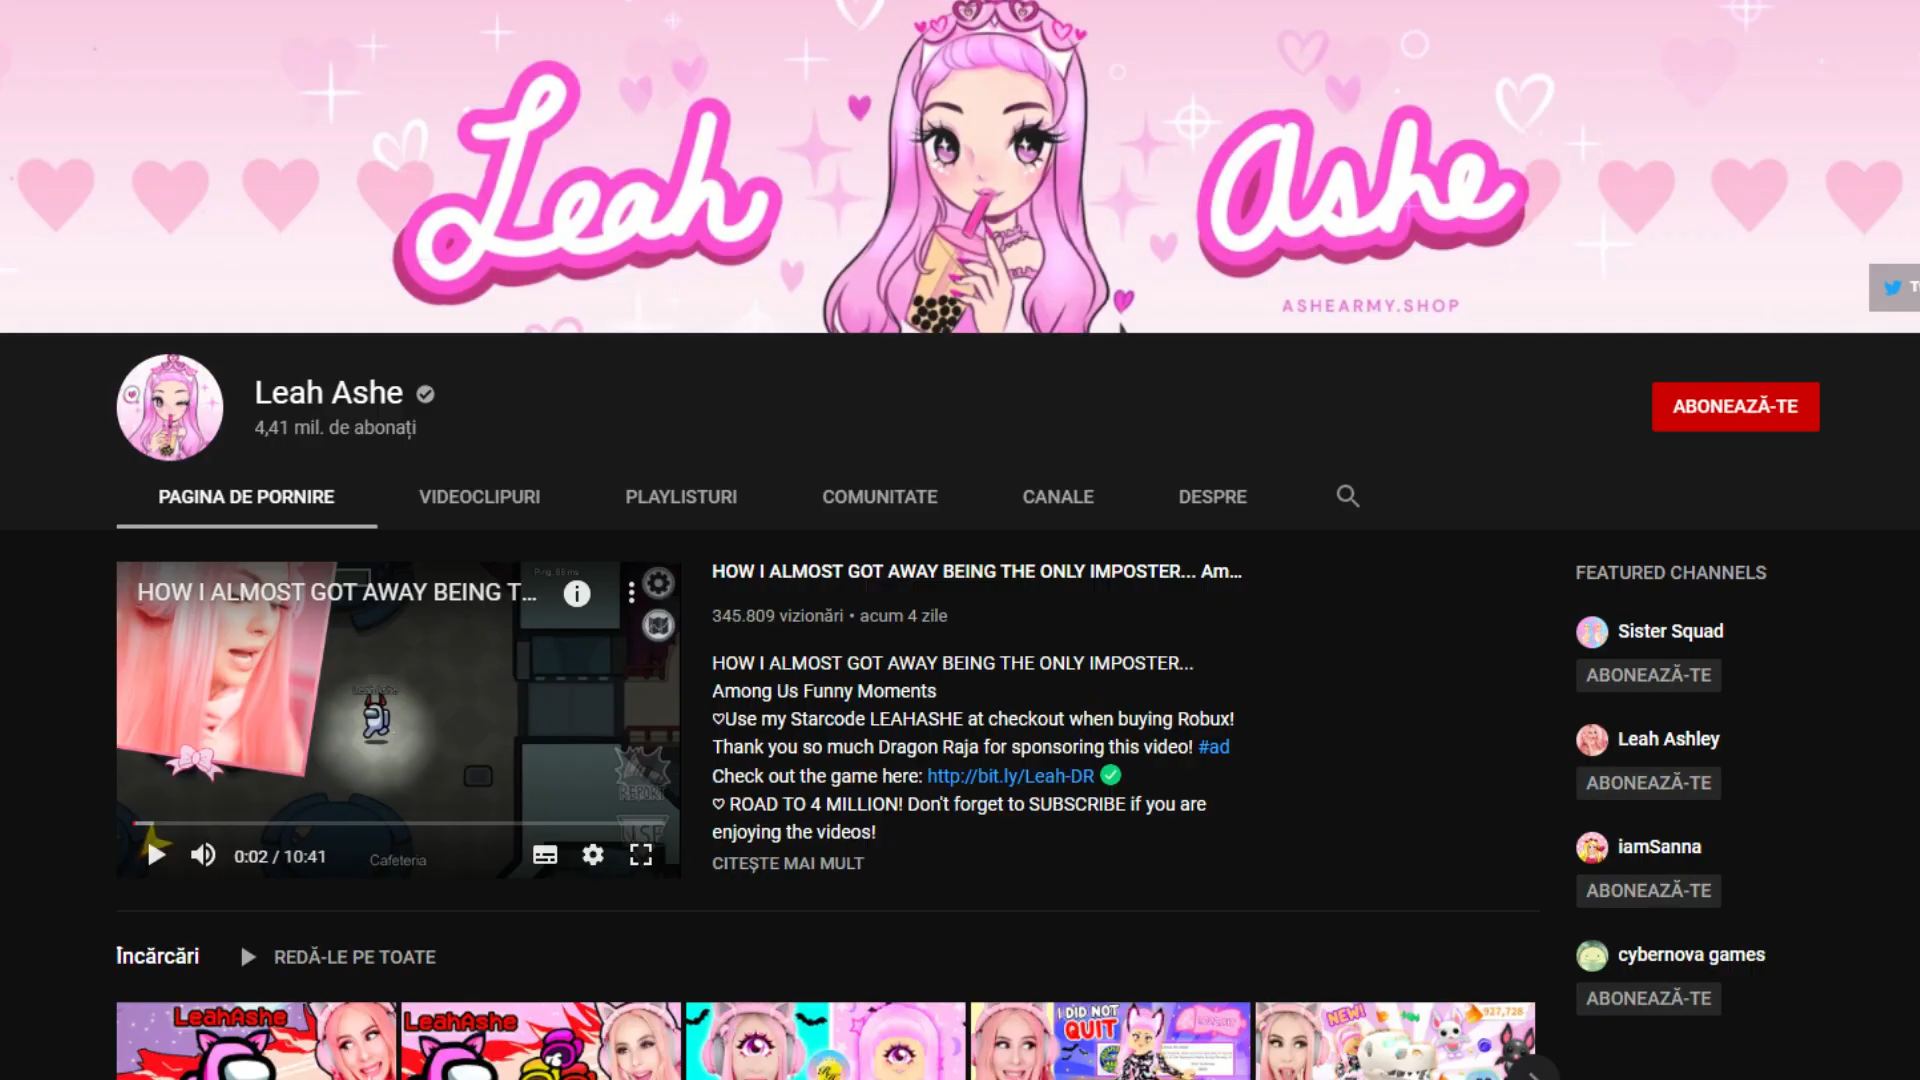 Leah Ashe
ASHEARMY.SHOP
Leah Ashe
4,41 mil. de abonați
ABONEAZĂ-TE
PAGINA DE PORNIRE
VIDEOCLIPURI
PLAYLISTURI
COMUNITATE
CANALE
DESPRE
HOW I ALMOST GOT AWAY BEING T...
Leah Ashe
REPORT
USE
0:02 / 10:41
Cafeteria
HOW I ALMOST GOT AWAY BEING THE ONLY IMPOSTER... Am...
345.809 vizionări • acum 4 zile
HOW I ALMOST GOT AWAY BEING THE ONLY IMPOSTER...
Among Us Funny Moments
♡Use my Starcode LEAHASHE at checkout when buying Robux!
Thank you so much Dragon Raja for sponsoring this video! #ad
Check out the game here: http://bit.ly/Leah-DR ✅
♡ ROAD TO 4 MILLION! Don't forget to SUBSCRIBE if you are
enjoying the videos!
CITEȘTE MAI MULT
FEATURED CHANNELS
Sister Squad
ABONEAZĂ-TE
Leah Ashley
ABONEAZĂ-TE
iamSanna
ABONEAZĂ-TE
cybernova games
ABONEAZĂ-TE
Încărcări
REDĂ-LE PE TOATE
LeahAshe
LeahAshe
I DID NOT
QUIT
NEW!
927,728